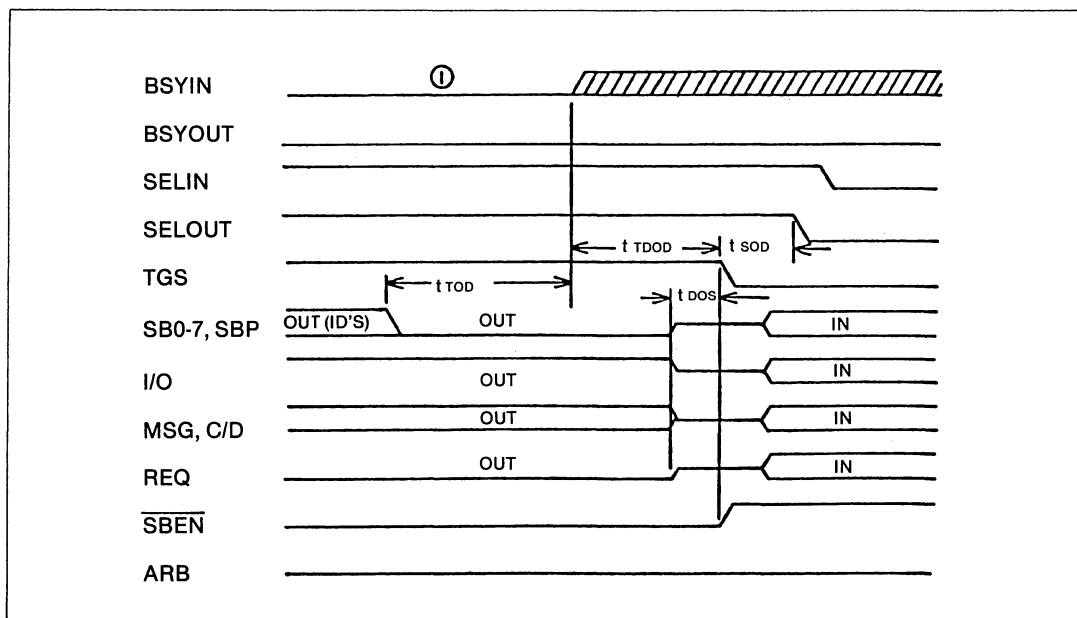 BSYIN ①
BSYOUT
SELIN
SELOUT
t TDOD t SOD
TGS
t TOD
t DOS
SB0-7, SBP OUT (ID'S) OUT IN
I/O OUT IN
MSG, C/D OUT IN
REQ OUT IN
SBEN
ARB